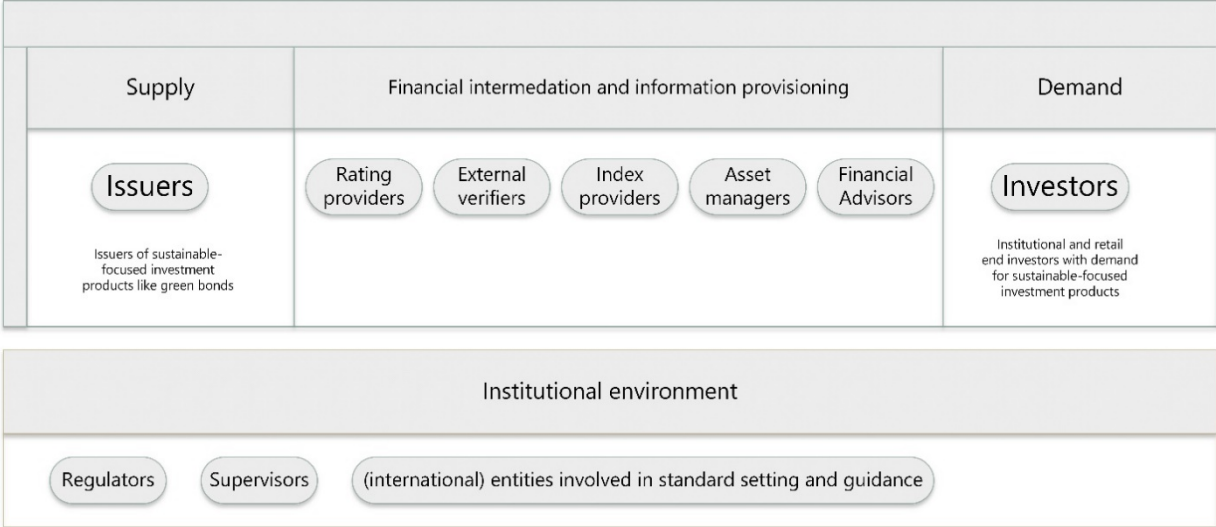 Supply
Financial intermedation and information provisioning
Demand
Issuers
Rating
providers
External
verifiers
Index
providers
Asset
managers
Financial
Advisors
Investors
Issuers of sustainable-
focused investment
products like green bonds
Institutional and retail
end investors with demand
for sustainable-focused
investment products
Institutional environment
Regulators
Supervisors
(international) entities involved in standard setting and guidance